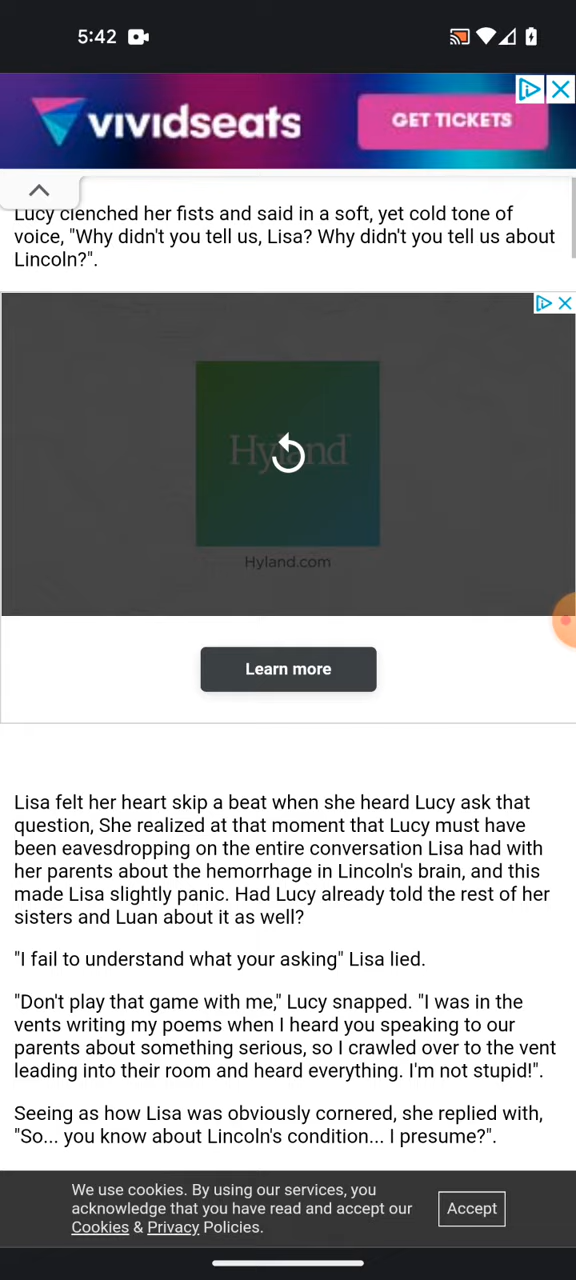 5:42
vividseats
GET TICKETS
Lucy clenched her fists and said in a soft, yet cold tone of
voice, "Why didn't you tell us, Lisa? Why didn't you tell us about
Lincoln?".
Hyland
Hyland.com
Learn more
Lisa felt her heart skip a beat when she heard Lucy ask that
question, She realized at that moment that Lucy must have
been eavesdropping on the entire conversation Lisa had with
her parents about the hemorrhage in Lincoln's brain, and this
made Lisa slightly panic. Had Lucy already told the rest of her
sisters and Luan about it as well?
"I fail to understand what your asking" Lisa lied.
"Don't play that game with me," Lucy snapped. "I was in the
vents writing my poems when I heard you speaking to our
parents about something serious, so I crawled over to the vent
leading into their room and heard everything. I'm not stupid!".
Seeing as how Lisa was obviously cornered, she replied with,
"So... you know about Lincoln's condition... I presume?".
We use cookies. By using our services, you
acknowledge that you have read and accept our
Cookies & Privacy Policies.
Accept